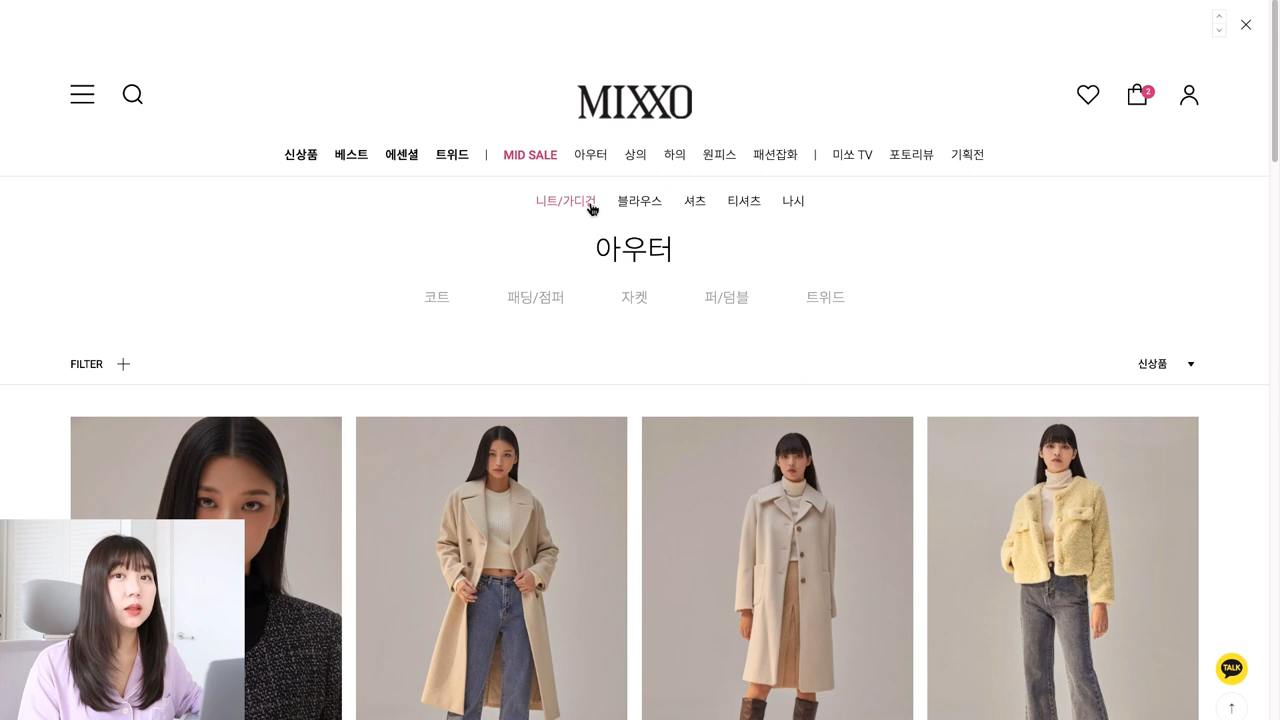 MIXXO
2
신상품 베스트 에센셜 트위드 | MID SALE 아우터 상의 하의 원피스 패션잡화 | 미쏘 TV 포토리뷰 기획전
니트/가디건 블라우스 셔츠 티셔츠 나시
아우터
코트 패딩/점퍼 자켓 퍼/덤블 트위드
FILTER
신상품
TALK